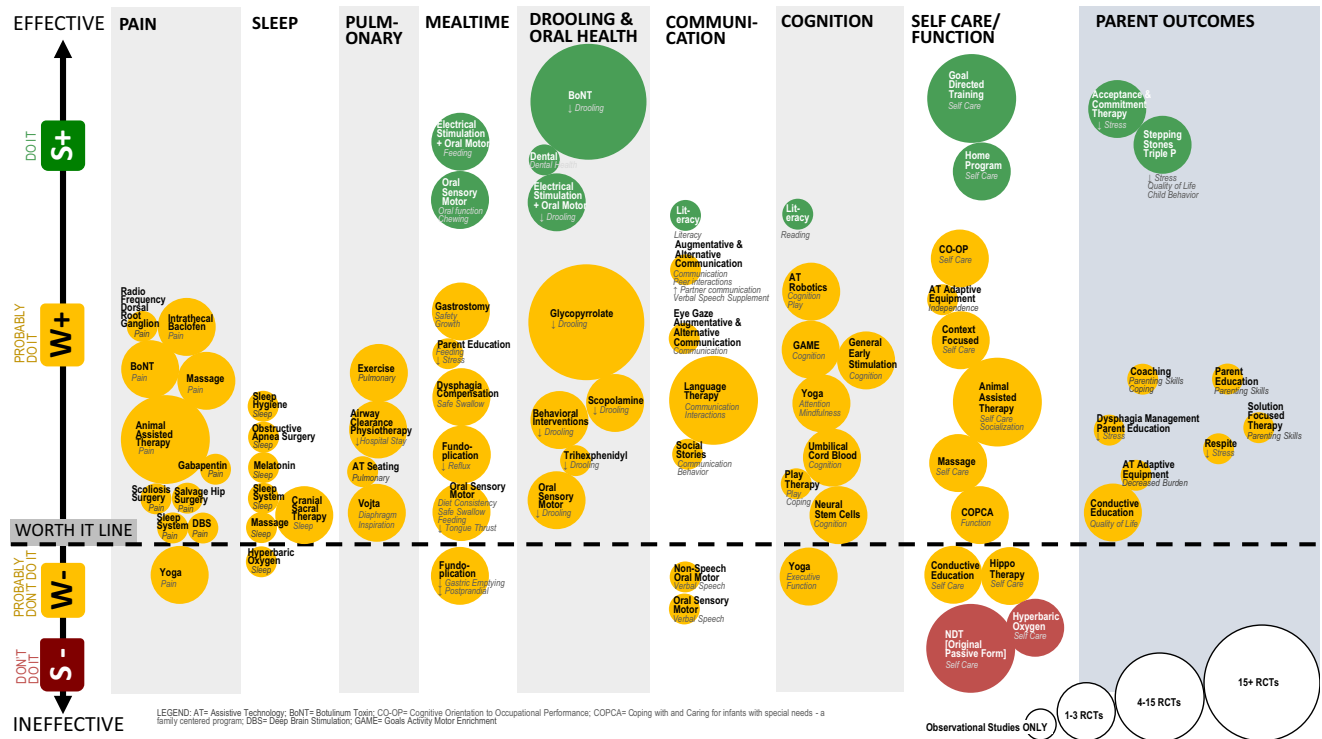 EFFECTIVE
PAIN
SLEEP
PULM-
ONARY
MEALTIME
DROOLING &
ORAL HEALTH
COMMUNI-
CATION
COGNITION
SELF CARE/
FUNCTION
PARENT OUTCOMES
DO IT
S+
PROBABLY
DO IT
W+
WORTH IT LINE
PROBABLY
DON'T DO IT
W-
DON'T
DO IT
S -
INEFFECTIVE
Radio
Frequency
Dorsal
Root
Ganglion
Pain
Intrathecal
Baclofen
Pain
BoNT
Pain
Massage
Pain
Animal
Assisted
Therapy
Pain
Gabapentin
Pain
Scoliosis
Surgery
Pain
Salvage Hip
Surgery
Pain
Sleep
System
Pain
DBS
Pain
Yoga
Pain
Sleep
Hygiene
Sleep
Obstructive
Apnea Surgery
Sleep
Melatonin
Sleep
Sleep
System
Sleep
Cranial
Sacral
Therapy
Sleep
Massage
Sleep
Hyperbaric
Oxygen
Sleep
Exercise
Pulmonary
Airway
Clearance
Physiotherapy
↓Hospital Stay
AT Seating
Pulmonary
Vojta
Diaphragm
Inspiration
Electrical
Stimulation
+ Oral Motor
Feeding
Oral
Sensory
Motor
Oral function
Chewing
Gastrostomy
Safety
Growth
Parent Education
Feeding
↓ Stress
Dysphagia
Compensation
Safe Swallow
Fundo-
plication
↓ Reflux
Oral Sensory
Motor
Diet Consistency
Safe Swallow
Feeding
↓ Tongue Thrust
Fundo-
plication
↓ Gastric Emptying
↓ Postprandial
BoNT
↓ Drooling
Dental
Dental Health
Electrical
Stimulation
+ Oral Motor
↓ Drooling
Glycopyrrolate
↓ Drooling
Scopolamine
↓ Drooling
Behavioral
Interventions
↓ Drooling
Trihexphenidyl
↓ Drooling
Oral
Sensory
Motor
↓ Drooling
Lit-
eracy
Literacy
Augmentative &
Alternative
Communication
Communication
Peer interactions
↑ Partner communication
Verbal Speech Supplement
Eye Gaze
Augmentative &
Alternative
Communication
Communication
Language
Therapy
Communication
Interactions
Social
Stories
Communication
Behavior
Non-Speech
Oral Motor
Verbal Speech
Oral Sensory
Motor
Verbal Speech
Lit-
eracy
Reading
AT
Robotics
Cognition
Play
GAME
Cognition
General
Early
Stimulation
Cognition
Yoga
Attention
Mindfulness
Umbilical
Cord Blood
Cognition
Play
Therapy
Play
Coping
Neural
Stem Cells
Cognition
Yoga
Executive
Function
Goal
Directed
Training
Self Care
Home
Program
Self Care
CO-OP
Self Care
AT Adaptive
Equipment
Independence
Context
Focused
Self Care
Animal
Assisted
Therapy
Self Care
Socialization
Massage
Self Care
COPCA
Function
Conductive
Education
Self Care
Hippo
Therapy
Self Care
NDT
[Original
Passive Form]
Self Care
Hyperbaric
Oxygen
Self Care
Acceptance &
Commitment
Therapy
↓ Stress
Stepping
Stones
Triple P
↓ Stress
Quality of Life
Child Behavior
Coaching
Parenting Skills
Coping
Parent
Education
Parenting Skills
Dysphagia Management
Parent Education
↓ Stress
Solution
Focused
Therapy
Parenting Skills
Respite
↓ Stress
AT Adaptive
Equipment
Decreased Burden
Conductive
Education
Quality of Life
Observational Studies ONLY
1-3 RCTs
4-15 RCTs
15+ RCTs
LEGEND: AT= Assistive Technology; BoNT= Botulinum Toxin; CO-OP= Cognitive Orientation to Occupational Performance; COPCA= Coping with and Caring for infants with special needs - a
family centered program; DBS= Deep Brain Stimulation; GAME= Goals Activity Motor Enrichment